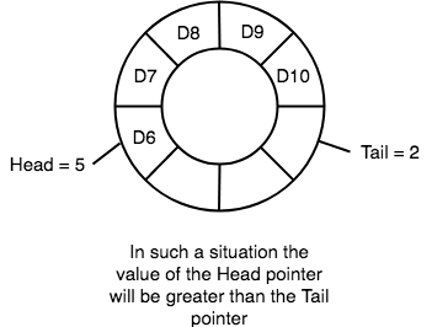 D8 D9
D7 D10
D6
Tail = 2
Head = 5
In such a situation the
value of the Head pointer
will be greater than the Tail
pointer